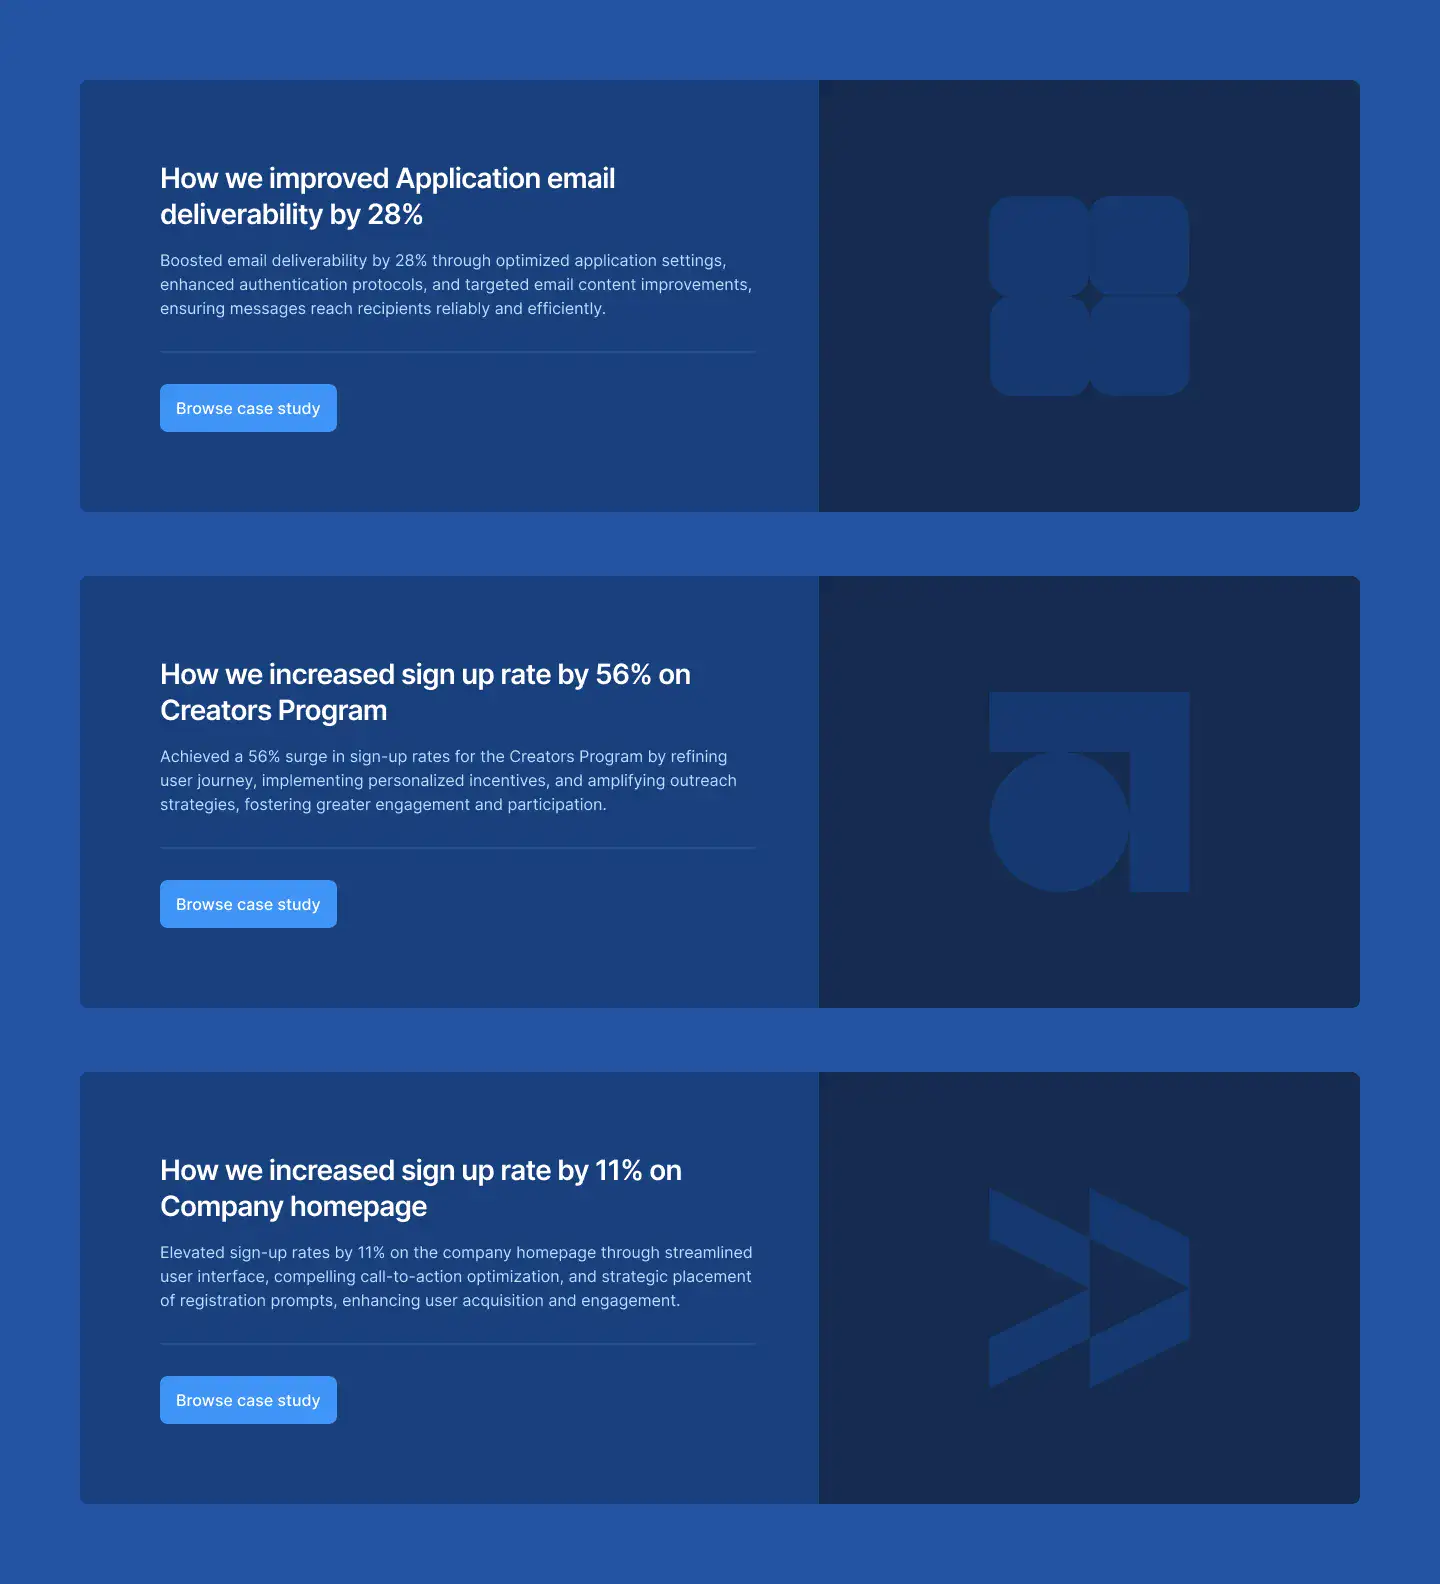 How we improved Application email
deliverability by 28%
Boosted email deliverability by 28% through optimized application settings,
enhanced authentication protocols, and targeted email content improvements,
ensuring messages reach recipients reliably and efficiently.
Browse case study
How we increased sign up rate by 56% on
Creators Program
Achieved a 56% surge in sign-up rates for the Creators Program by refining
user journey, implementing personalized incentives, and amplifying outreach
strategies, fostering greater engagement and participation.
Browse case study
How we increased sign up rate by 11% on
Company homepage
Elevated sign-up rates by 11% on the company homepage through streamlined
user interface, compelling call-to-action optimization, and strategic placement
of registration prompts, enhancing user acquisition and engagement.
Browse case study